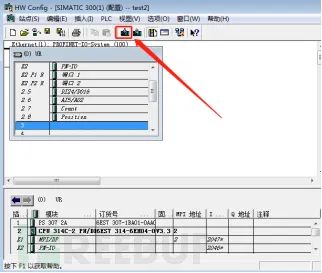 HW Config - [SIMATIC 300(1) (配置) -- test2]
站点(S) 编辑(E) 插入(I) PLC 视图(V) 选项(O) 窗口(W) 帮助(H)
Ethernet(1): PROFINET-IO-System (100)
(0) UR
X2 PN-IO
X2 P1 R 端口 1
X2 P2 R 端口 2
2.5 DI24/DO16
2.6 AI5/AO2
2.7 Count
2.8 Position
3
(0) UR
插... 模块 ... 订货号 ... 固... MPI 地址 I... Q 地址 注释
1 PS 307 2A 6ES7 307-1BA01-0AA0
2 CPU 314C-2 PN/DP 6ES7 314-6EH04-0AB0 V3.3 2
X1 MPI/DP 2 2047*
X2 PN-IO 2046*
按下 F1 以获取帮助。
REEBUF